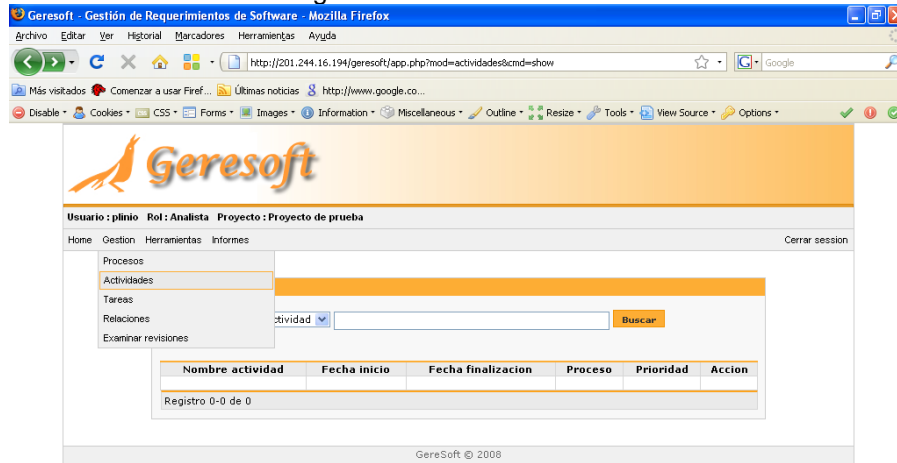 Geresoft - Gestión de Requerimientos de Software - Mozilla Firefox
Archivo Editar Ver Historial Marcadores Herramientas Ayuda
http://201.244.16.194/geresoft/app.php?mod=actividades&cmd=show
G Google
Más visitados Comenzar a usar Firef... Últimas noticias http://www.google.co...
Disable Cookies CSS Forms Images Information Miscellaneous Outline Resize Tools View Source Options
Geresoft
Usuario : plinio Rol : Analista Proyecto : Proyecto de prueba
Home Gestion Herramientas Informes Cerrar session
Procesos
Actividades
Tareas
Relaciones
Examinar revisiones
Buscar
Nombre actividad Fecha inicio Fecha finalizacion Proceso Prioridad Accion
Registro 0-0 de 0
GereSoft © 2008